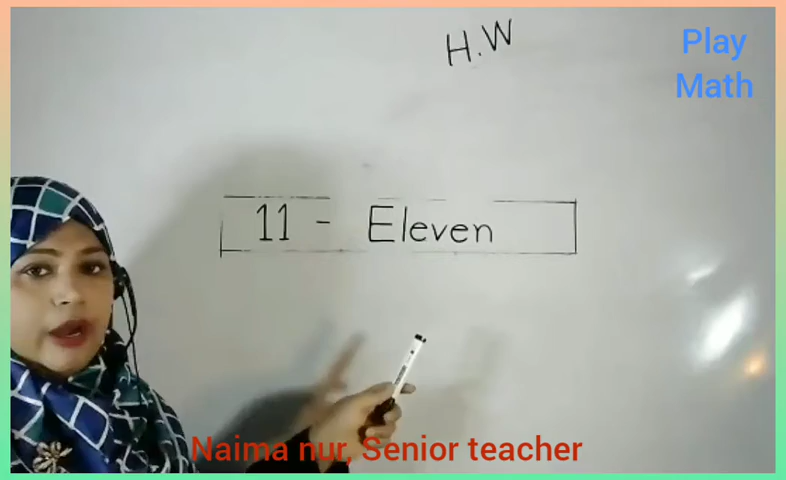 H.W
Play
Math
11 - Eleven
Naima nur, Senior teacher